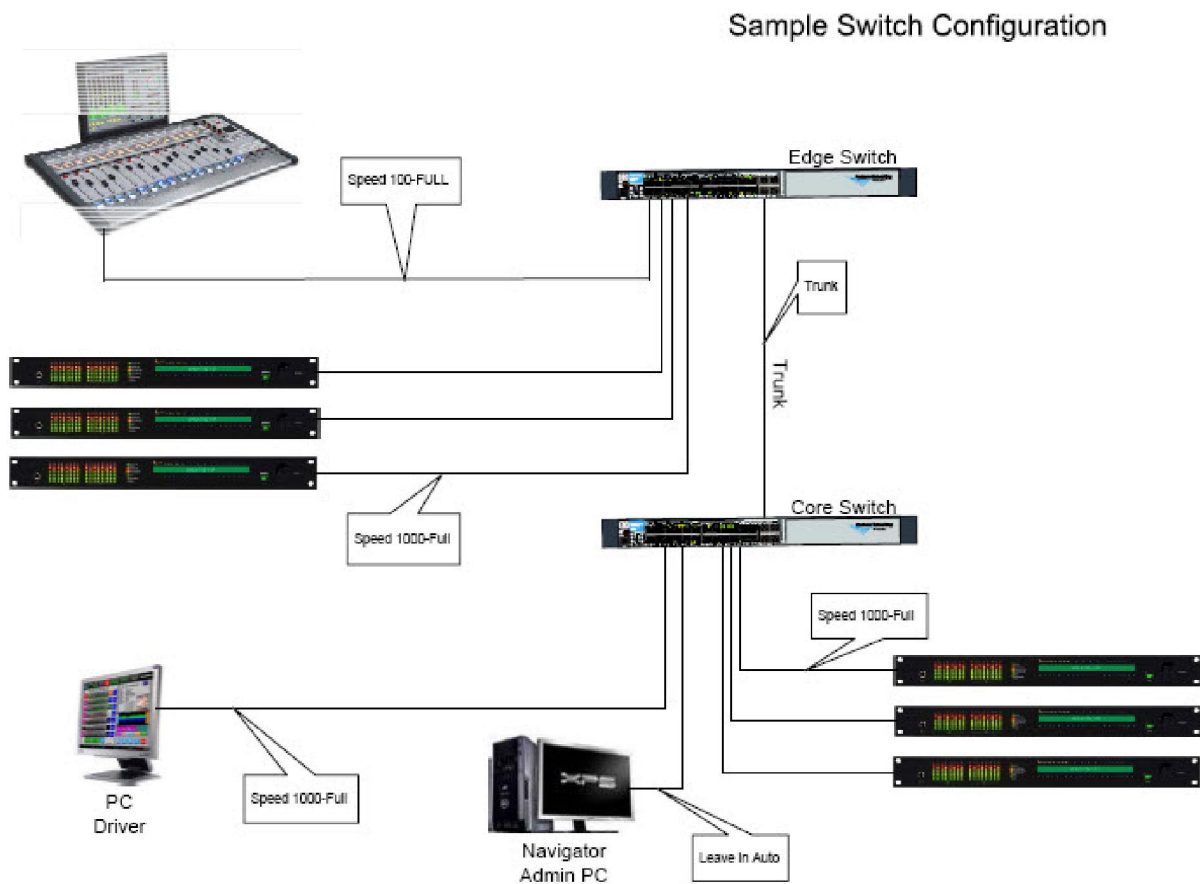 Sample Switch Configuration
Edge Switch
Speed 100-FULL
Trunk
Trunk
Speed 1000-Full
Core Switch
Speed 1000-Full
PC
Driver
Speed 1000-Full
XPS
Navigator
Admin PC
Leave In Auto